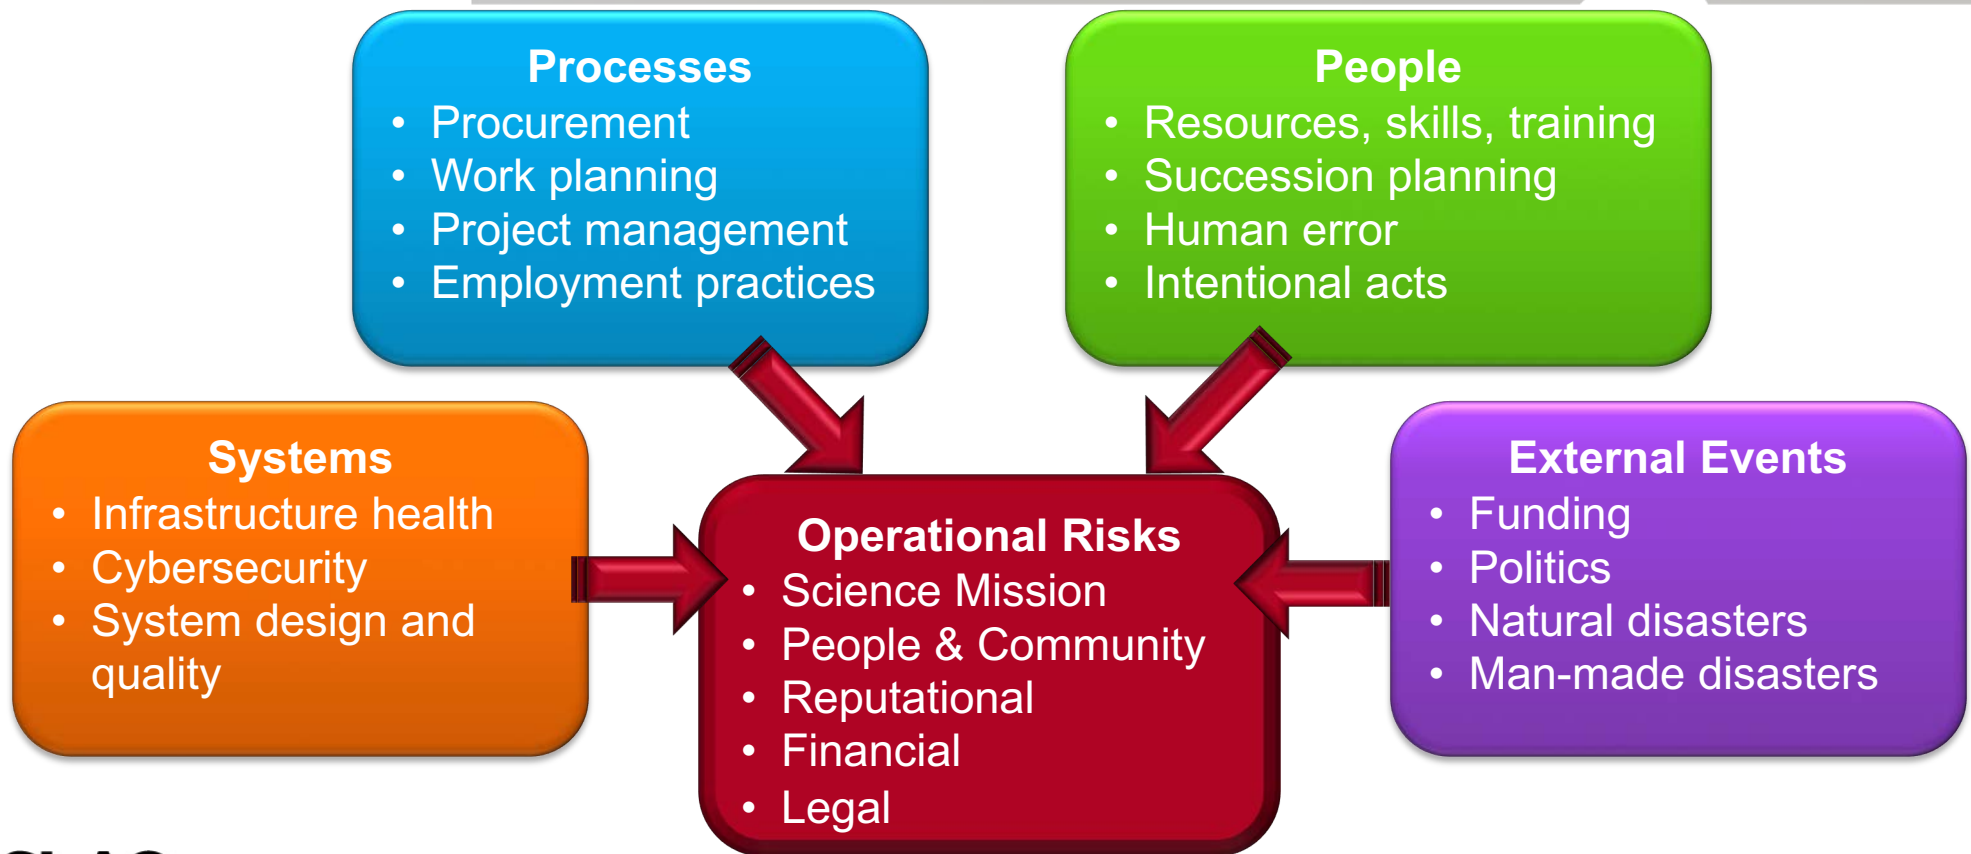 Processes
• Procurement
• Work planning
• Project management
• Employment practices
People
• Resources, skills, training
• Succession planning
• Human error
• Intentional acts
Systems
• Infrastructure health
• Cybersecurity
• System design and
quality
Operational Risks
• Science Mission
• People & Community
• Reputational
• Financial
• Legal
External Events
• Funding
• Politics
• Natural disasters
• Man-made disasters